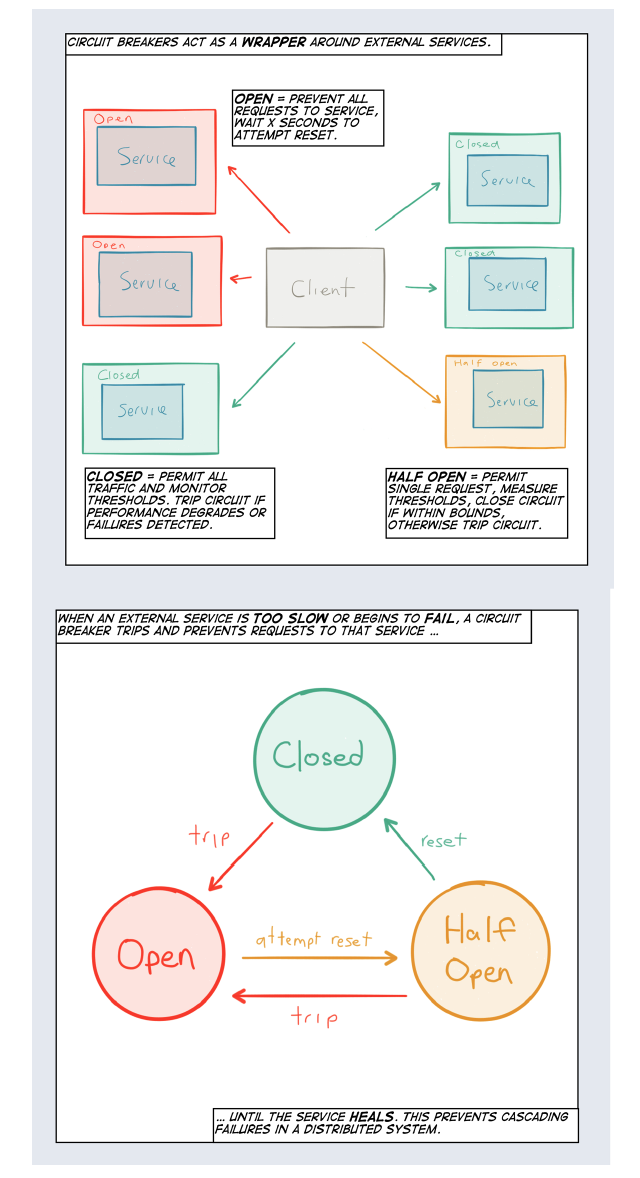 CIRCUIT BREAKERS ACT AS A WRAPPER AROUND EXTERNAL SERVICES.
OPEN = PREVENT ALL
REQUESTS TO SERVICE,
WAIT X SECONDS TO
ATTEMPT RESET.
Open
Service
Closed
Service
Open
Service
Client
Closed
Service
Closed
Service
Half open
Service
CLOSED = PERMIT ALL
TRAFFIC AND MONITOR
THRESHOLDS. TRIP CIRCUIT IF
PERFORMANCE DEGRADES OR
FAILURES DETECTED.
HALF OPEN = PERMIT
SINGLE REQUEST, MEASURE
THRESHOLDS, CLOSE CIRCUIT
IF WITHIN BOUNDS,
OTHERWISE TRIP CIRCUIT.
WHEN AN EXTERNAL SERVICE IS TOO SLOW OR BEGINS TO FAIL, A CIRCUIT
BREAKER TRIPS AND PREVENTS REQUESTS TO THAT SERVICE ...
Closed
trip
reset
Open
attempt reset
Half
Open
trip
... UNTIL THE SERVICE HEALS. THIS PREVENTS CASCADING
FAILURES IN A DISTRIBUTED SYSTEM.